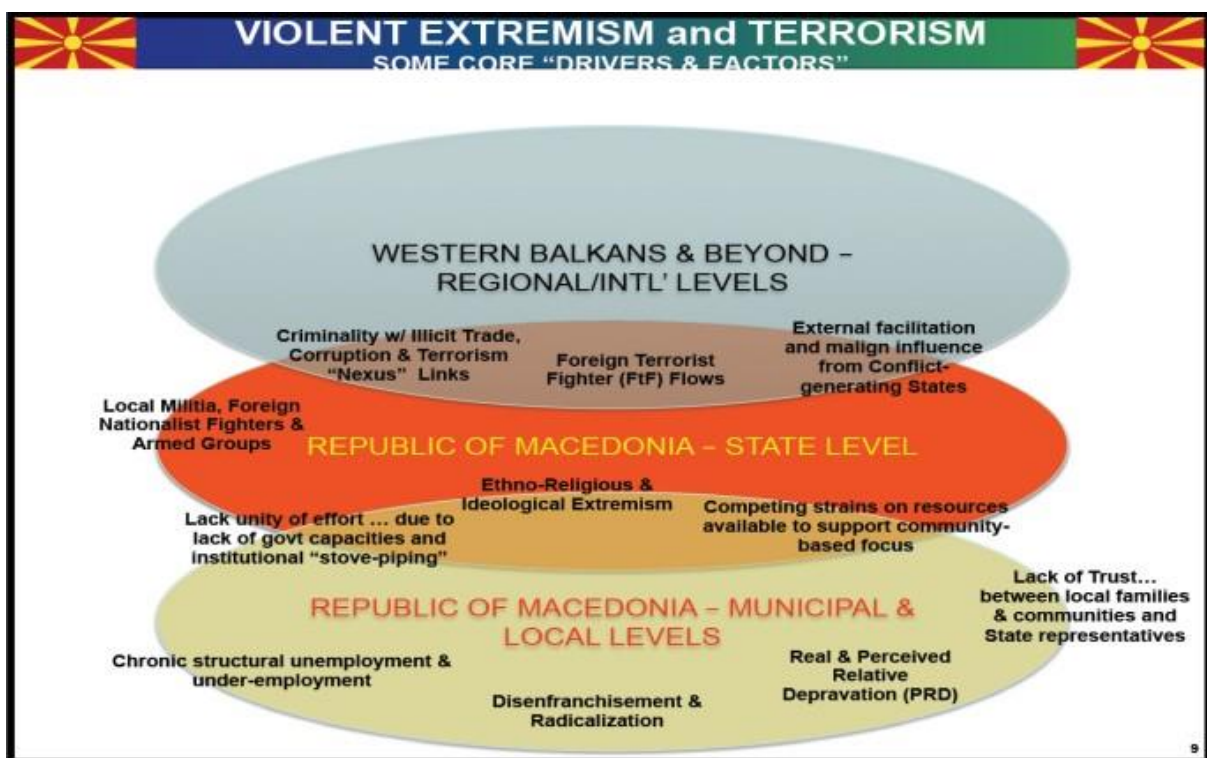 VIOLENT EXTREMISM and TERRORISM
SOME CORE “DRIVERS & FACTORS”
WESTERN BALKANS & BEYOND –
REGIONAL/INTL’ LEVELS
Criminality w/ Illicit Trade,
Corruption & Terrorism
“Nexus” Links
Foreign Terrorist
Fighter (FtF) Flows
External facilitation
and malign influence
from Conflict-
generating States
Local Militia, Foreign
Nationalist Fighters &
Armed Groups
REPUBLIC OF MACEDONIA – STATE LEVEL
Ethno-Religious &
Ideological Extremism
Lack unity of effort … due to
lack of govt capacities and
institutional “stove-piping”
Competing strains on resources
available to support community-
based focus
Lack of Trust…
between local families
& communities and
State representatives
REPUBLIC OF MACEDONIA – MUNICIPAL &
LOCAL LEVELS
Chronic structural unemployment &
under-employment
Disenfranchisement &
Radicalization
Real & Perceived
Relative
Depravation (PRD)
9